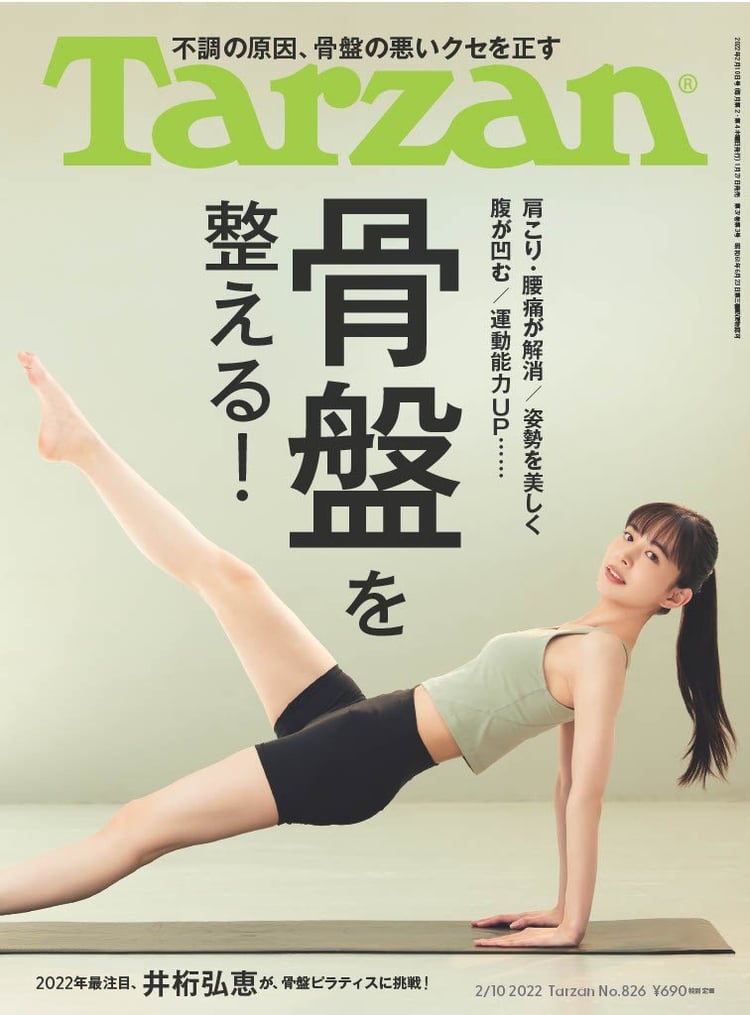 不調の原因、骨盤の悪いクセを正す
Tarzan®
肩こり・腰痛が解消／姿勢を美しく
腹が凹む／運動能力UP……
骨盤を
整える!
2022年最注目、井桁弘恵が、骨盤ピラティスに挑戦!
2/10 2022 Tarzan No.826 ¥690 特別定価